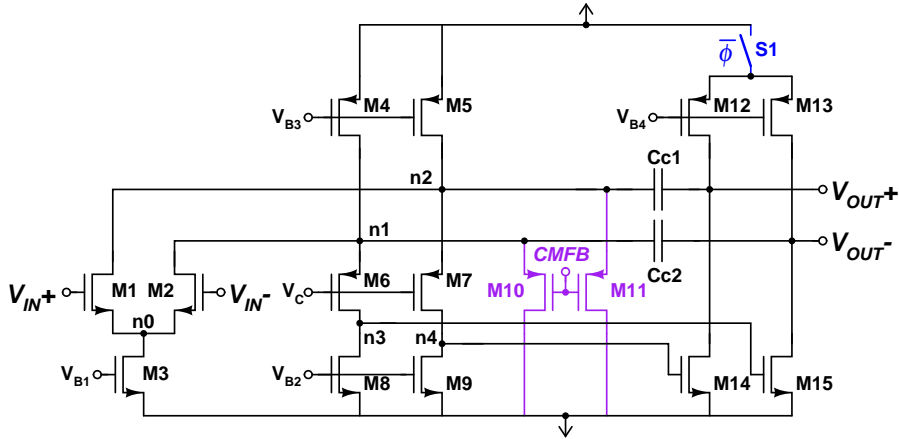 φ̅ S1
M4 M5 M12 M13
V_B3 V_B4
n2 Cc1
V_OUT+
n1
CMFB Cc2 V_OUT-
V_IN+ M1 M2 V_IN- V_C M6 M7 M10 M11
n0 n3 n4
V_B1 M3 V_B2 M8 M9 M14 M15